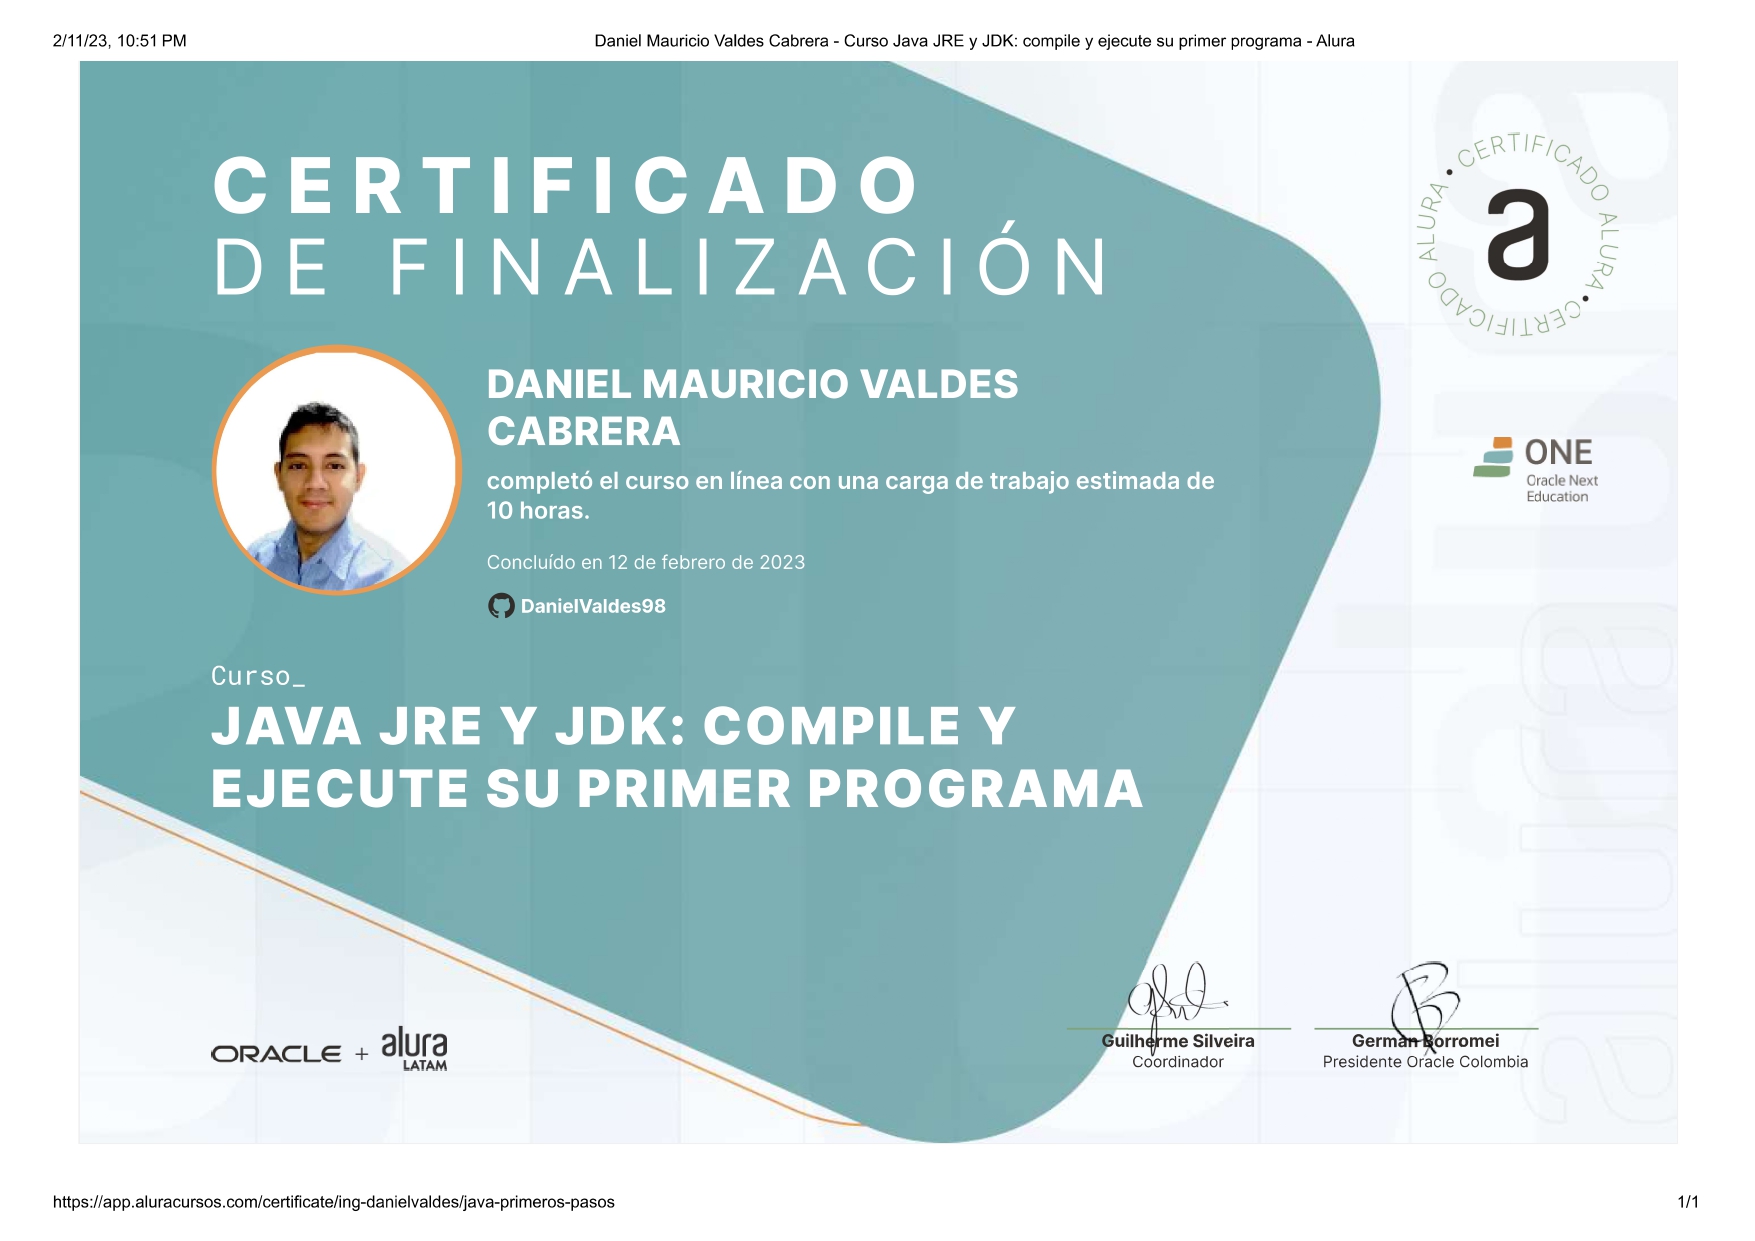 2/11/23, 10:51 PM
Daniel Mauricio Valdes Cabrera - Curso Java JRE y JDK: compile y ejecute su primer programa - Alura
CERTIFICADO
DE FINALIZACIÓN
• CERTIFICADO ALURA • CERTIFICADO ALURA
a
DANIEL MAURICIO VALDES
CABRERA
completó el curso en línea con una carga de trabajo estimada de
10 horas.
Concluído en 12 de febrero de 2023
DanielValdes98
ONE
Oracle Next
Education
Curso_
JAVA JRE Y JDK: COMPILE Y
EJECUTE SU PRIMER PROGRAMA
alura
ORACLE + alura
LATAM
Guilherme Silveira
Coordinador
Germán Borromei
Presidente Oracle Colombia
https://app.aluracursos.com/certificate/ing-danielvaldes/java-primeros-pasos
1/1